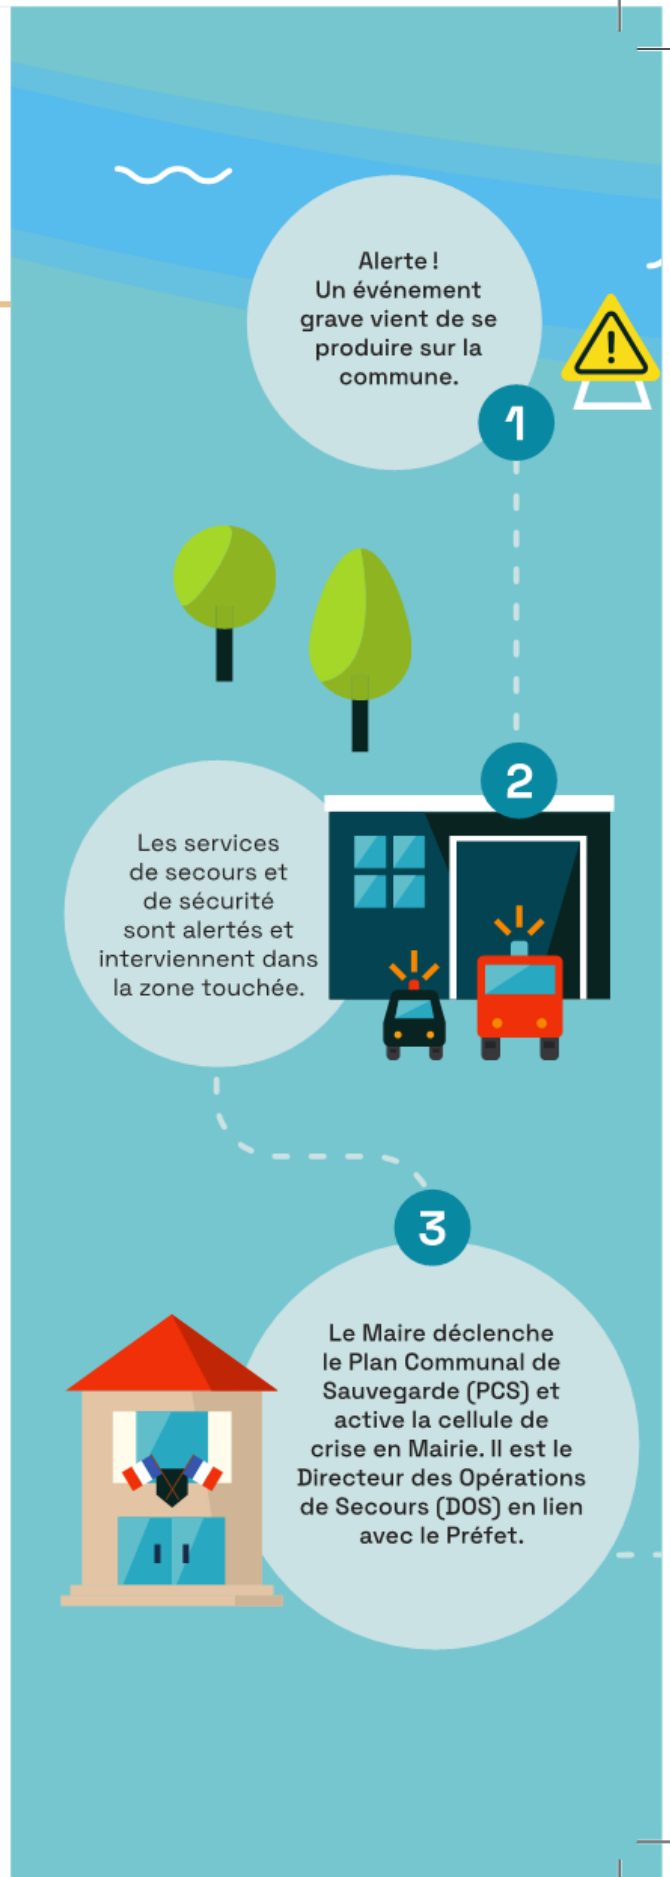 Alerte !
Un événement
grave vient de se
produire sur la
commune.
1
2
Les services
de secours et
de sécurité
sont alertés et
interviennent dans
la zone touchée.
3
Le Maire déclenche
le Plan Communal de
Sauvegarde (PCS) et
active la cellule de
crise en Mairie. Il est le
Directeur des Opérations
de Secours (DOS) en lien
avec le Préfet.